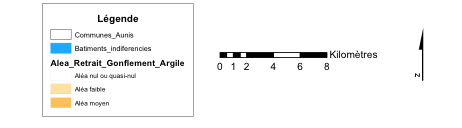 Légende
Communes_Aunis
Batiments_indiferencies
Alea_Retrait_Gonflement_Argile
Aléa nul ou quasi-nul
Aléa faible
Aléa moyen
Kilomètres
0 1 2 4 6 8
N